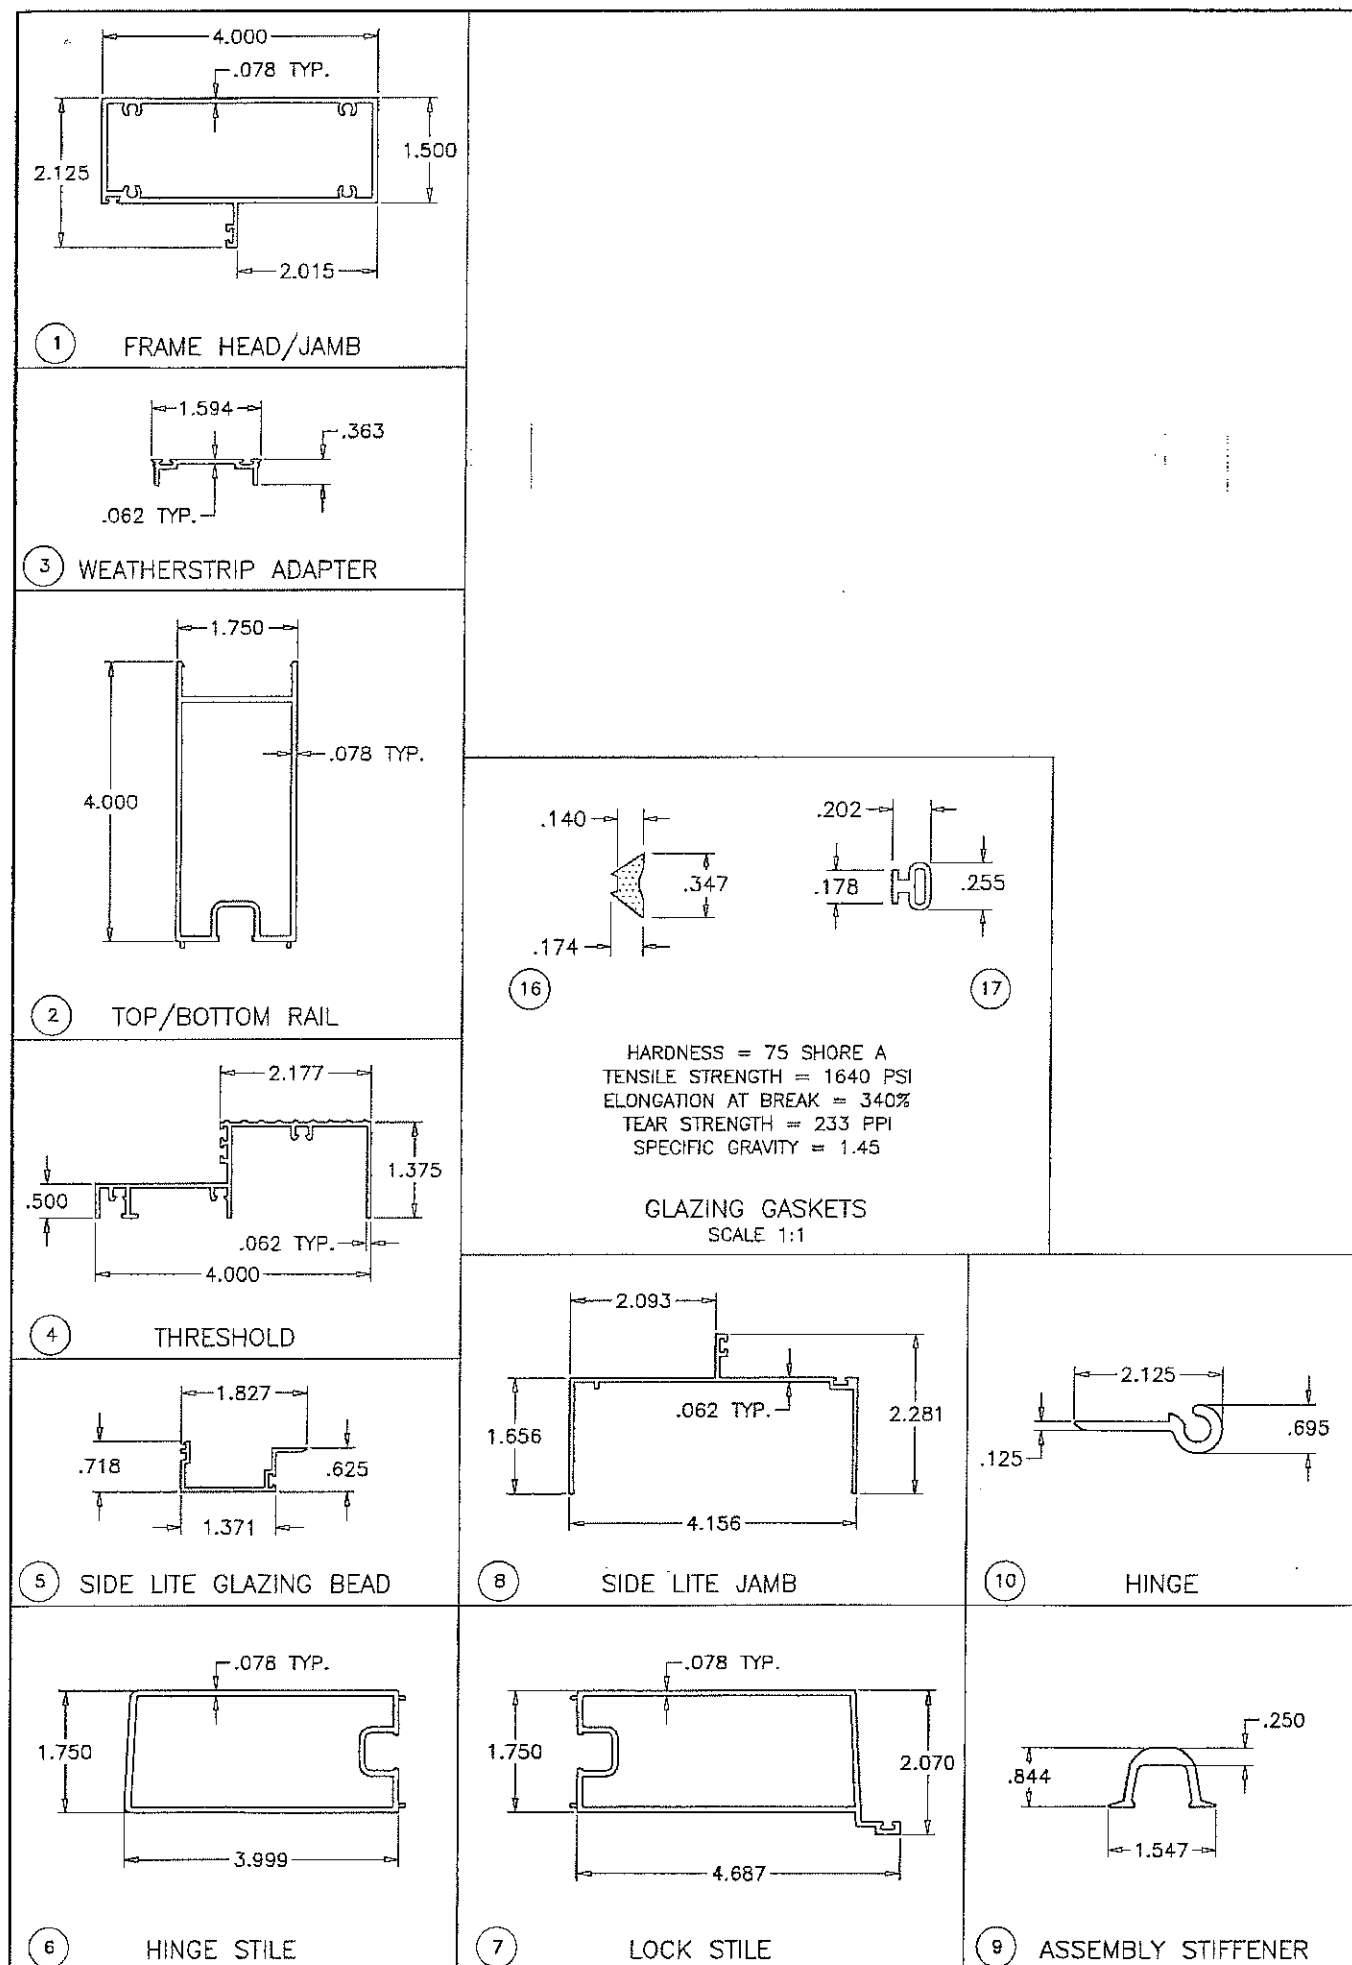 4.000
.078 TYP.
2.125
1.500
2.015
1 FRAME HEAD/JAMB
1.594
.363
.062 TYP.
3 WEATHERSTRIP ADAPTER
1.750
.078 TYP.
4.000
2 TOP/BOTTOM RAIL
.140
.347
.174
16
.202
.178
.255
17
HARDNESS = 75 SHORE A
TENSILE STRENGTH = 1640 PSI
ELONGATION AT BREAK = 340%
TEAR STRENGTH = 233 PPI
SPECIFIC GRAVITY = 1.45
GLAZING GASKETS
SCALE 1:1
2.177
1.375
.500
.062 TYP.
4.000
4 THRESHOLD
1.827
.718
.625
1.371
5 SIDE LITE GLAZING BEAD
2.093
.062 TYP.
1.656
2.281
4.156
8 SIDE LITE JAMB
2.125
.695
.125
10 HINGE
.078 TYP.
1.750
3.999
6 HINGE STILE
.078 TYP.
1.750
2.070
4.687
7 LOCK STILE
.250
.844
1.547
9 ASSEMBLY STIFFENER